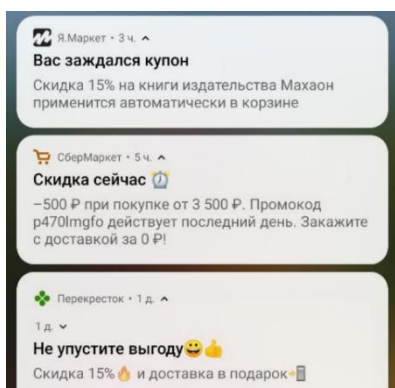 Я.Маркет • 3 ч.
Вас заждался купон
Скидка 15% на книги издательства Махаон
применится автоматически в корзине
СберМаркет • 5 ч.
Скидка сейчас ⏰
−500 ₽ при покупке от 3 500 ₽. Промокод
p470lmgfo действует последний день. Закажите
с доставкой за 0 ₽!
Перекресток • 1 д.
1 д.
Не упустите выгоду😀👍
Скидка 15%🔥 и доставка в подарок📲